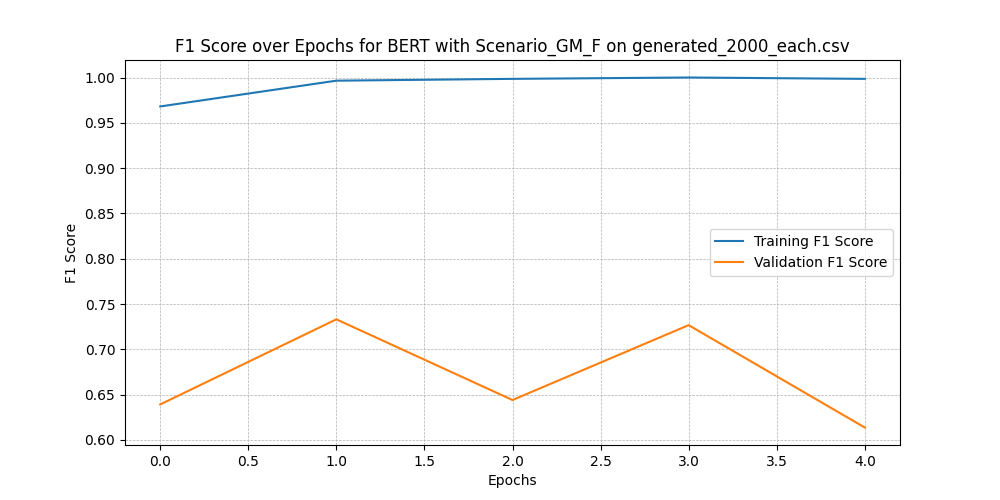 F1 Score over Epochs for BERT with Scenario_GM_F on generated_2000_each.csv
F1 Score
1.00
0.95
0.90
0.85
0.80
0.75
0.70
0.65
0.60
Training F1 Score
Validation F1 Score
0.0 0.5 1.0 1.5 2.0 2.5 3.0 3.5 4.0
Epochs